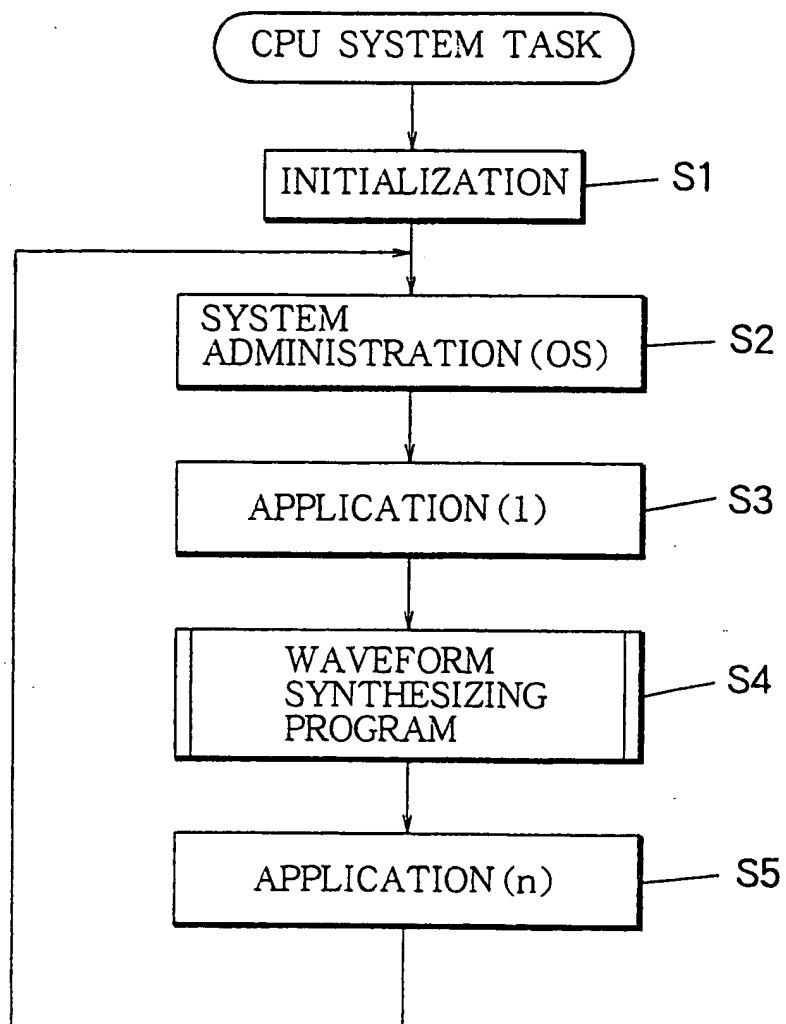 CPU SYSTEM TASK
INITIALIZATION
S1
SYSTEM
ADMINISTRATION(OS)
S2
APPLICATION(1)
S3
WAVEFORM
SYNTHESIZING
PROGRAM
S4
APPLICATION(n)
S5